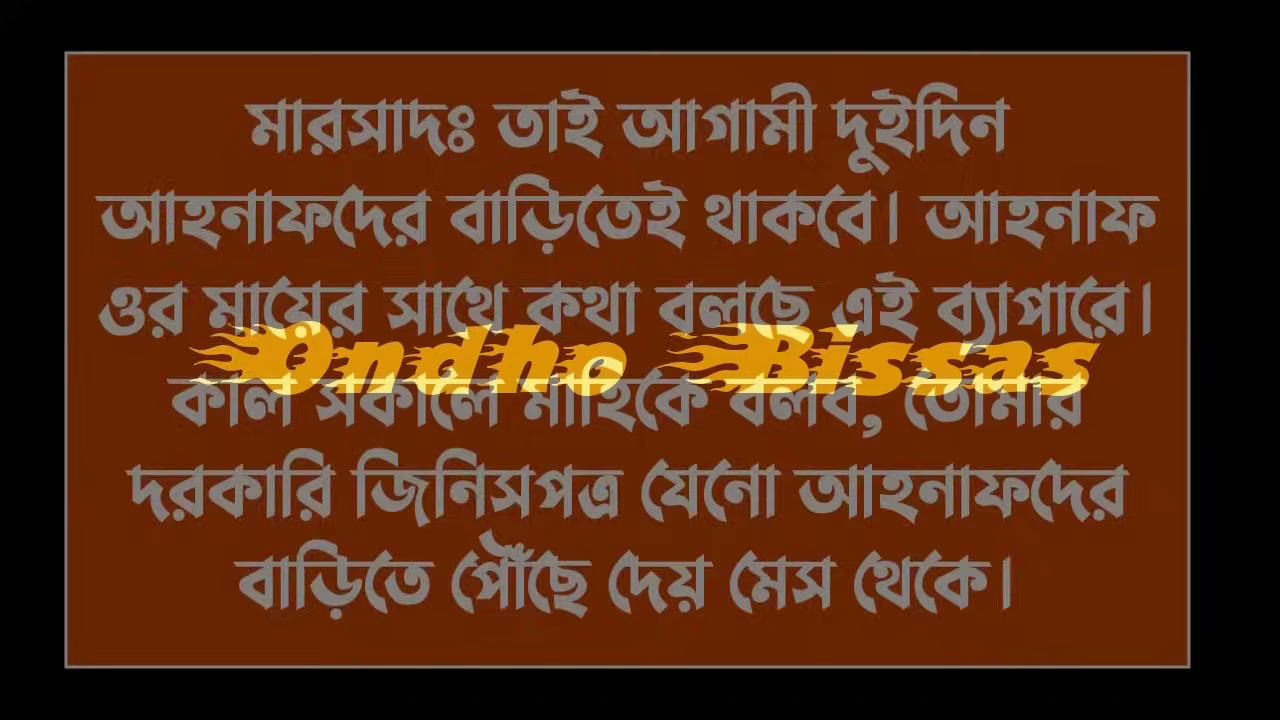 মারসাদঃ তাই আগামী দুইদিন
আহনাফদের বাড়িতেই থাকবে। আহনাফ
ওর মায়ের সাথে কথা বলছে এই ব্যাপারে।
Ondho Bissas
কাল সকালে মাহিকে বলব, তোমার
দরকারি জিনিসপত্র যেনো আহনাফদের
বাড়িতে পৌঁছে দেয় মেস থেকে।